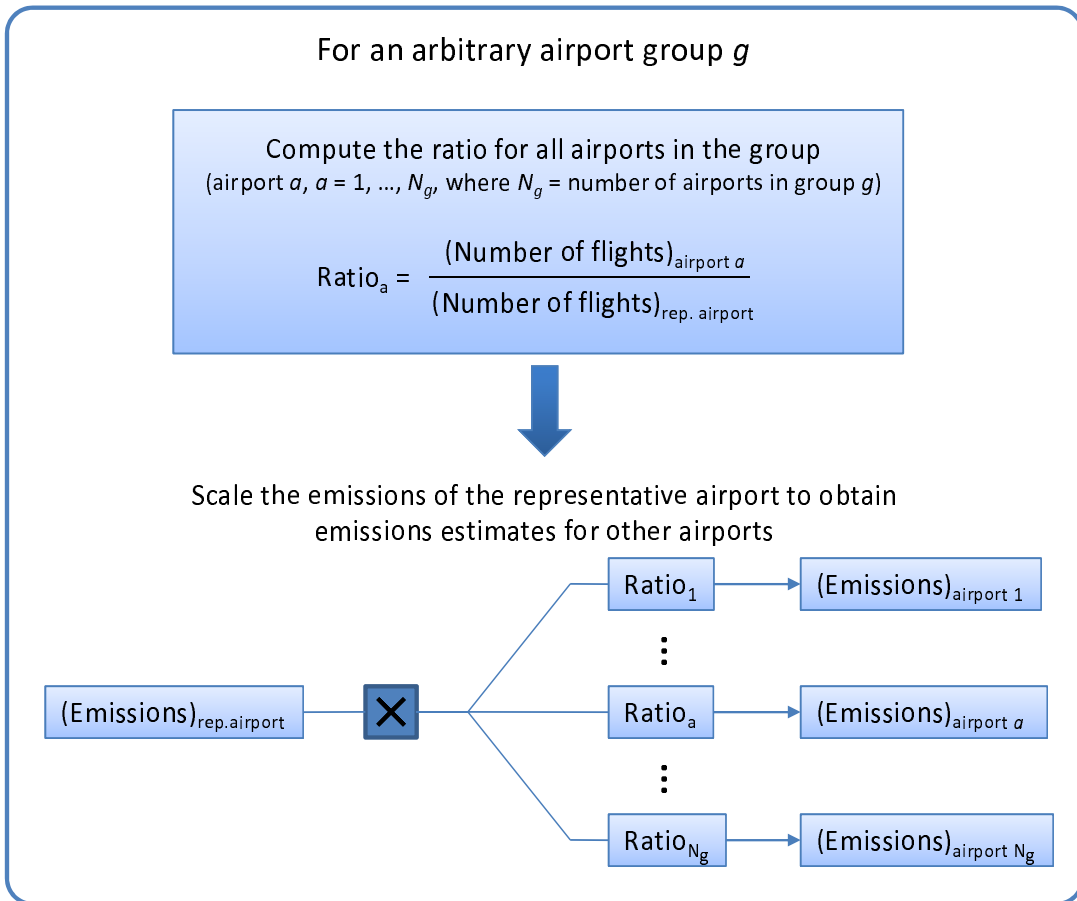 For an arbitrary airport group g
Compute the ratio for all airports in the group
(airport a, a = 1, ..., Ng, where Ng = number of airports in group g)
Ratioa = (Number of flights)airport a
(Number of flights)rep. airport
Scale the emissions of the representative airport to obtain
emissions estimates for other airports
Ratio1 (Emissions)airport 1
⋮
(Emissions)rep.airport × Ratioa (Emissions)airport a
⋮
RatioNg (Emissions)airport Ng